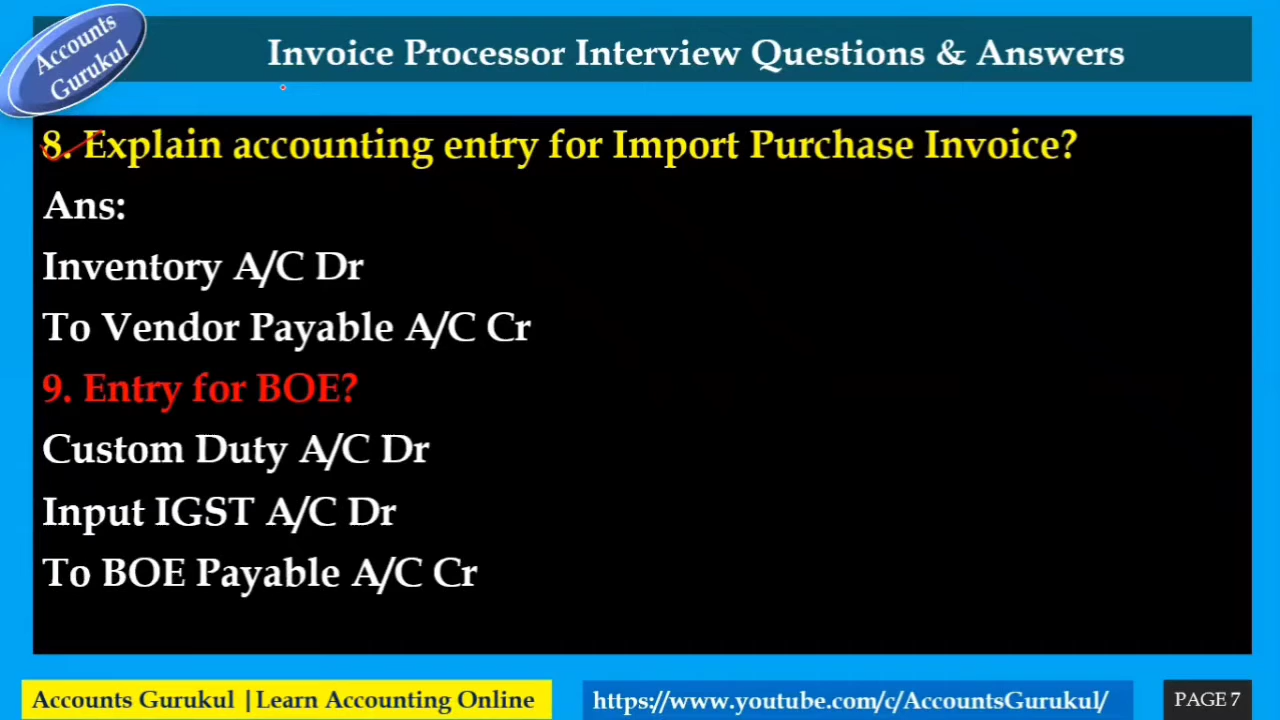 Accounts
Gurukul
Invoice Processor Interview Questions & Answers
8. Explain accounting entry for Import Purchase Invoice?
Ans:
Inventory A/C Dr
To Vendor Payable A/C Cr
9. Entry for BOE?
Custom Duty A/C Dr
Input IGST A/C Dr
To BOE Payable A/C Cr
Accounts Gurukul |Learn Accounting Online
https://www.youtube.com/c/AccountsGurukul/
PAGE 7